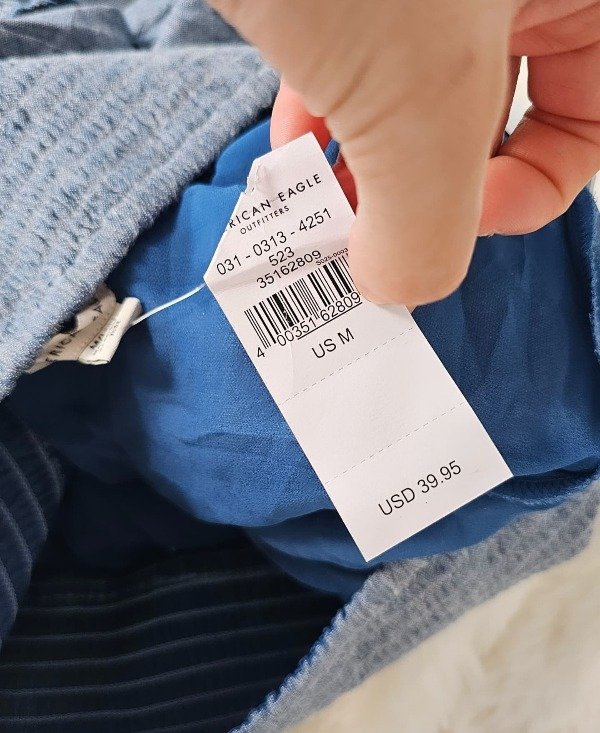 RICAN EAGLE
OUTFITTERS
031 - 0313 - 4251
523
35162809
4 00351 62809
US M
USD 39.95